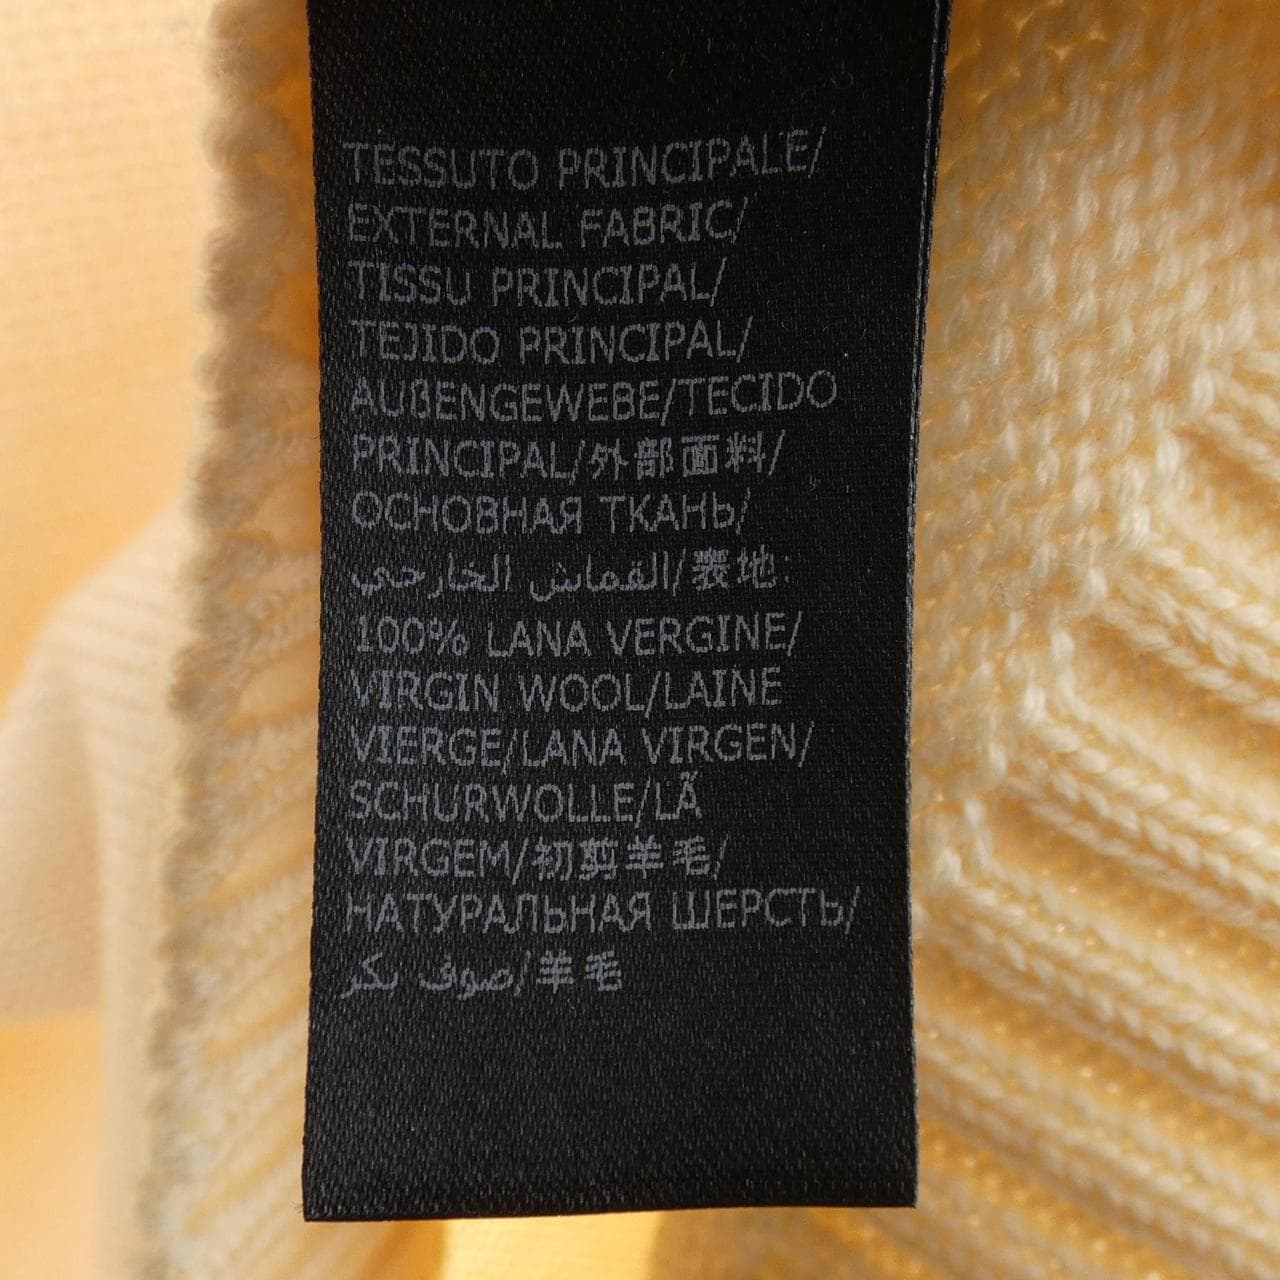 TESSUTO PRINCIPALE/
EXTERNAL FABRIC/
TISSU PRINCIPAL/
TEJIDO PRINCIPAL/
AUßENGEWEBE/TECIDO
PRINCIPAL/外部面料/
ОСНОВНАЯ ТКАНЬ/
القماش الخارجي/表地:
100% LANA VERGINE/
VIRGIN WOOL/LAINE
VIERGE/LANA VIRGEN/
SCHURWOLLE/LÃ
VIRGEM/初剪羊毛/
НАТУРАЛЬНАЯ ШЕРСТЬ/
صوف بكر/羊毛